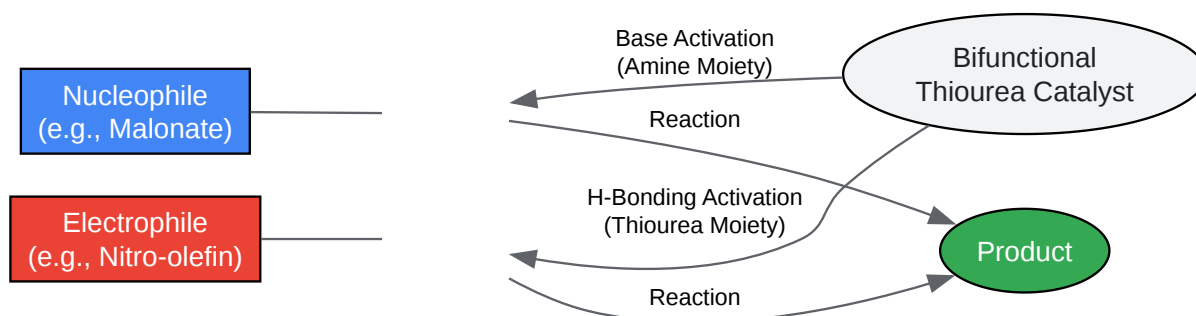 Base Activation
(Amine Moiety)
Bifunctional
Thiourea Catalyst
Nucleophile
(e.g., Malonate)
Reaction
H-Bonding Activation
(Thiourea Moiety)
Electrophile
(e.g., Nitro-olefin)
Product
Reaction